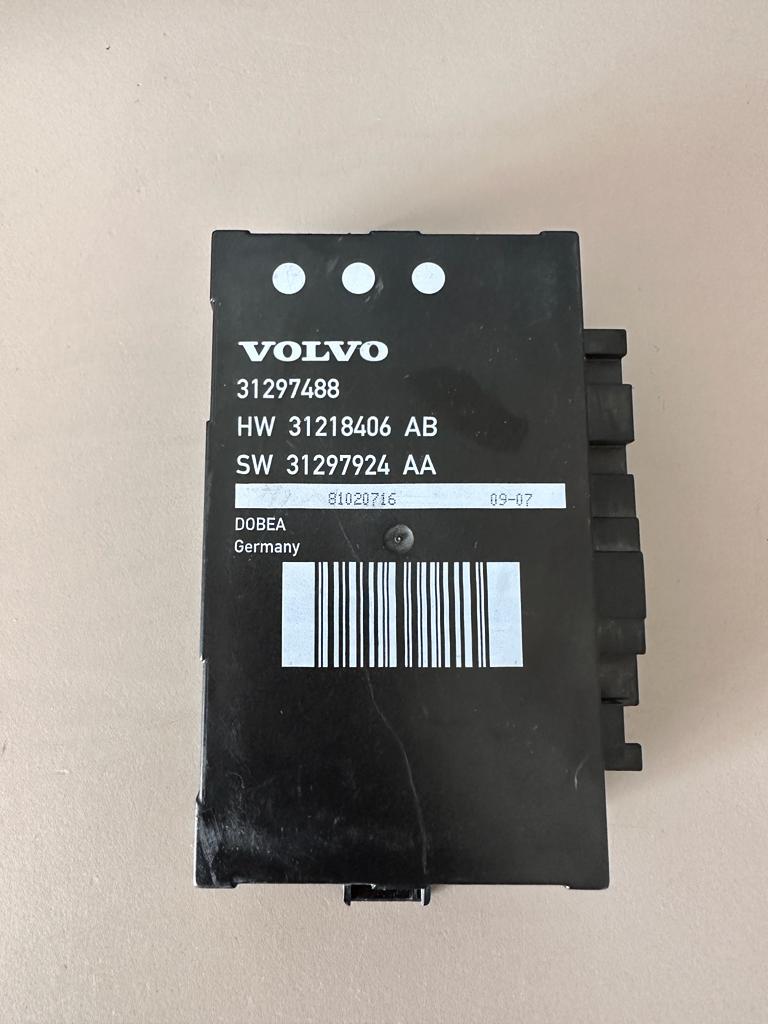 VOLVO
31297488
HW 31218406 AB
SW 31297924 AA
81020716 09-07
DOBEA
Germany